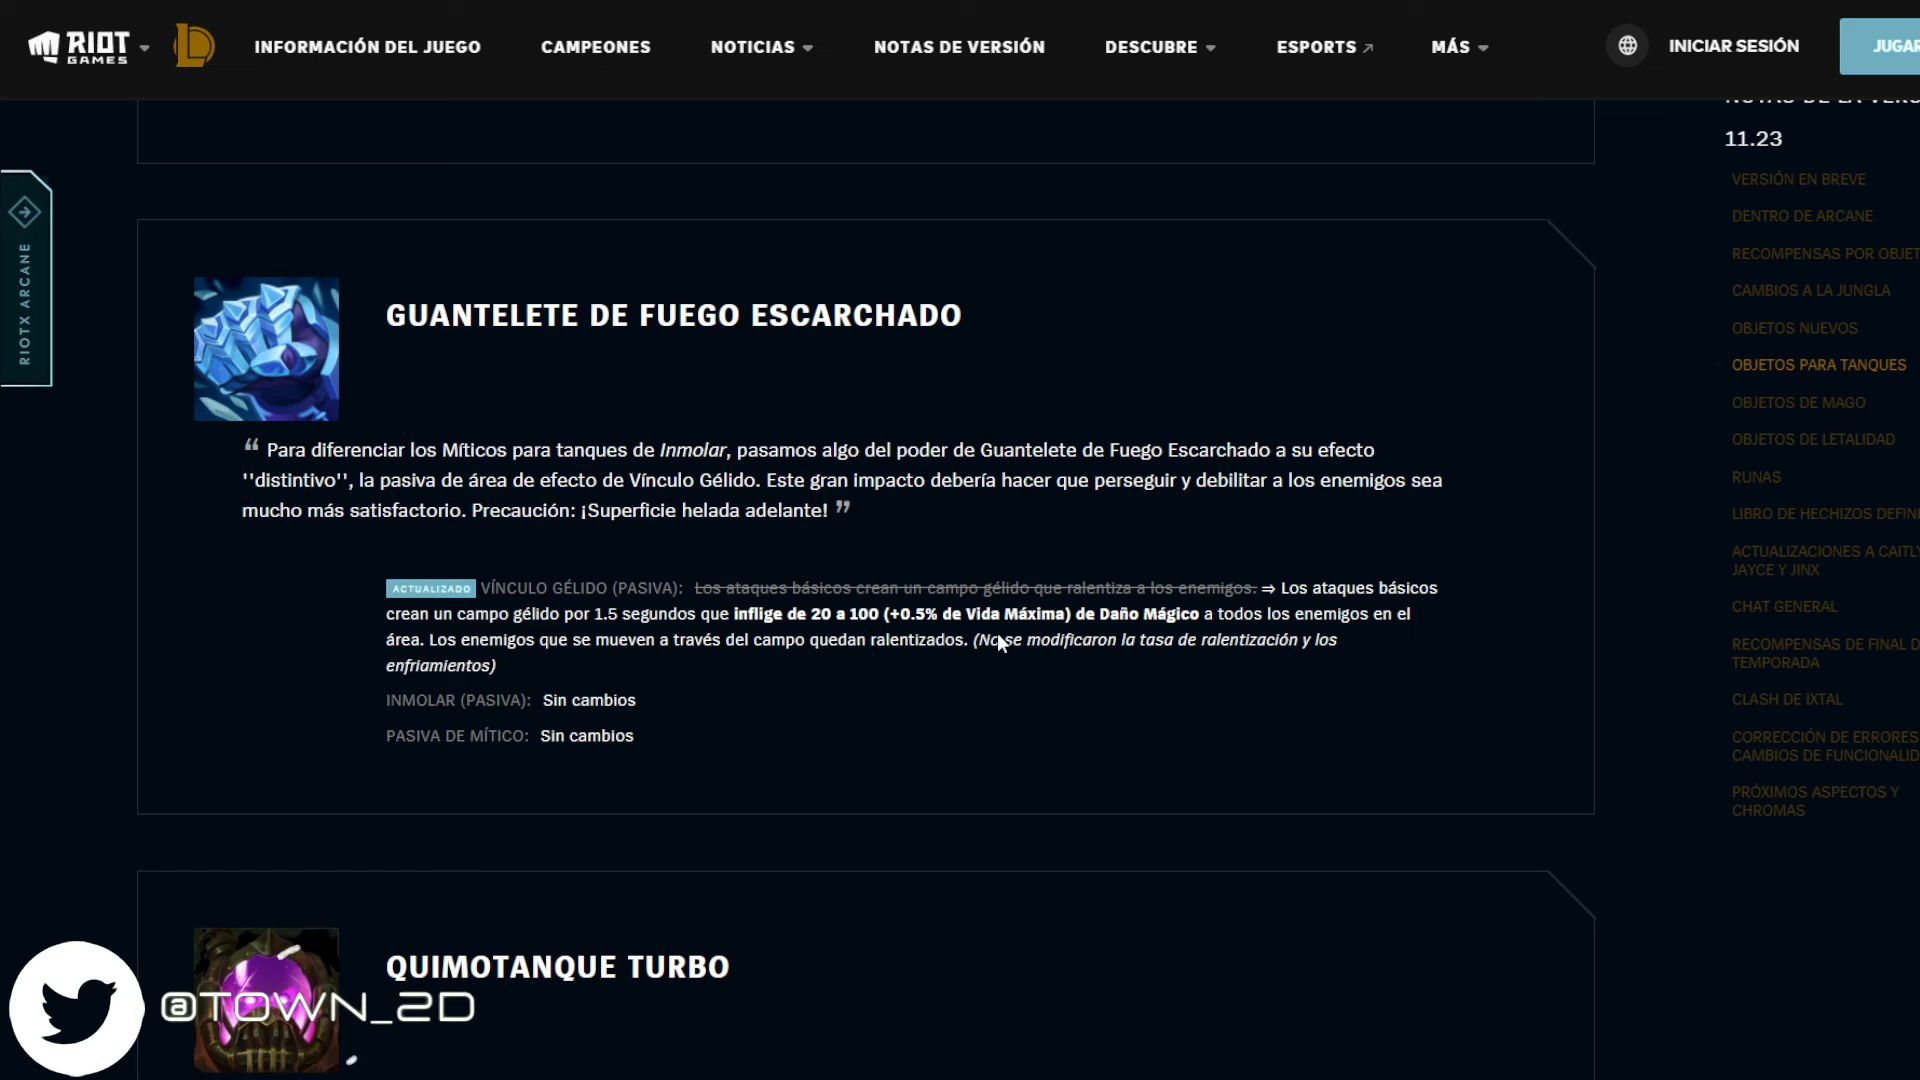 RIOT GAMES
INFORMACIÓN DEL JUEGO
CAMPEONES
NOTICIAS
NOTAS DE VERSIÓN
DESCUBRE
ESPORTS
MÁS
INICIAR SESIÓN
JUGAR
RIOTX ARCANE
GUANTELETE DE FUEGO ESCARCHADO
“ Para diferenciar los Míticos para tanques de Inmolar, pasamos algo del poder de Guantelete de Fuego Escarchado a su efecto
''distintivo'', la pasiva de área de efecto de Vínculo Gélido. Este gran impacto debería hacer que perseguir y debilitar a los enemigos sea
mucho más satisfactorio. Precaución: ¡Superficie helada adelante! ”
ACTUALIZADO VÍNCULO GÉLIDO (PASIVA): Los ataques básicos crean un campo gélido que ralentiza a los enemigos. ⇒ Los ataques básicos
crean un campo gélido por 1.5 segundos que inflige de 20 a 100 (+0.5% de Vida Máxima) de Daño Mágico a todos los enemigos en el
área. Los enemigos que se mueven a través del campo quedan ralentizados. (No se modificaron la tasa de ralentización y los
enfriamientos)
INMOLAR (PASIVA): Sin cambios
PASIVA DE MÍTICO: Sin cambios
QUIMOTANQUE TURBO
@TOWN_2D
NOTAS DE LA VERS
11.23
VERSIÓN EN BREVE
DENTRO DE ARCANE
RECOMPENSAS POR OBJET
CAMBIOS A LA JUNGLA
OBJETOS NUEVOS
OBJETOS PARA TANQUES
OBJETOS DE MAGO
OBJETOS DE LETALIDAD
RUNAS
LIBRO DE HECHIZOS DEFINI
ACTUALIZACIONES A CAITLY
JAYCE Y JINX
CHAT GENERAL
RECOMPENSAS DE FINAL D
TEMPORADA
CLASH DE IXTAL
CORRECCIÓN DE ERRORES
CAMBIOS DE FUNCIONALID
PRÓXIMOS ASPECTOS Y
CHROMAS